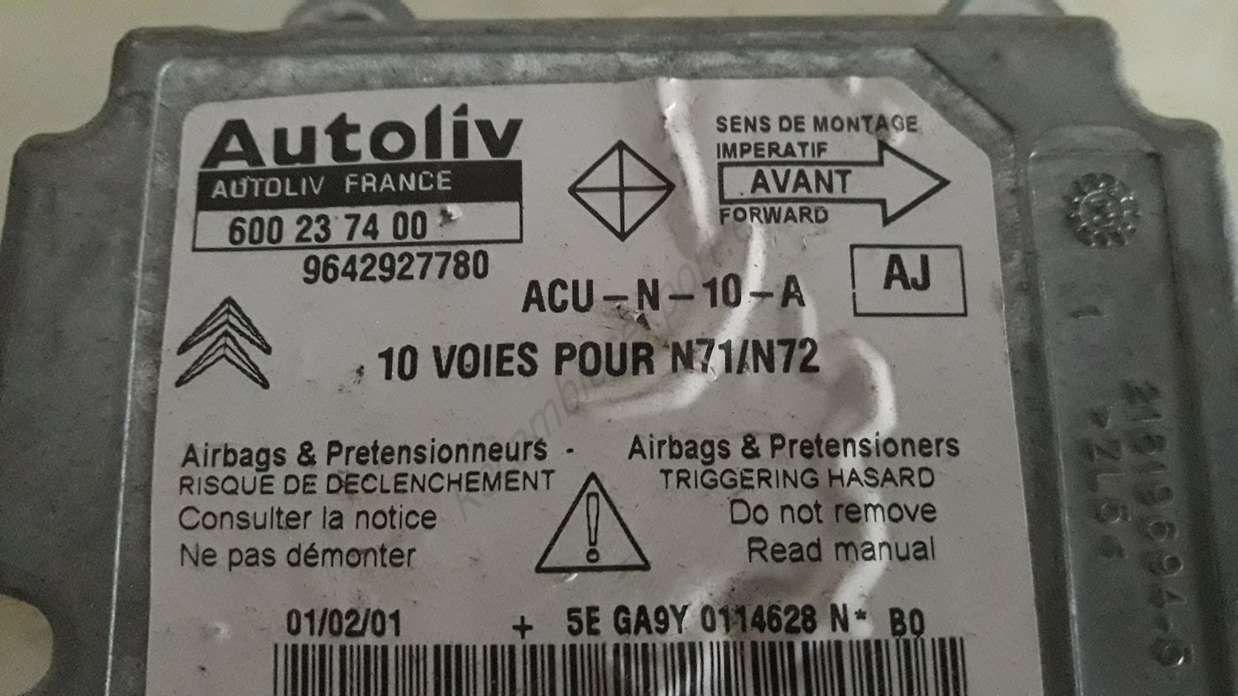 Autoliv
AUTOLIV FRANCE
600 23 74 00
9642927780
SENS DE MONTAGE
IMPERATIF
AVANT
FORWARD
ACU-N-10-A
AJ
10 VOIES POUR N71/N72
Airbags & Pretensionneurs - Airbags & Pretensioners
RISQUE DE DECLENCHEMENT TRIGGERING HASARD
Consulter la notice Do not remove
Ne pas démonter Read manual
01/02/01 + 5E GA9Y 0114628 N* B0